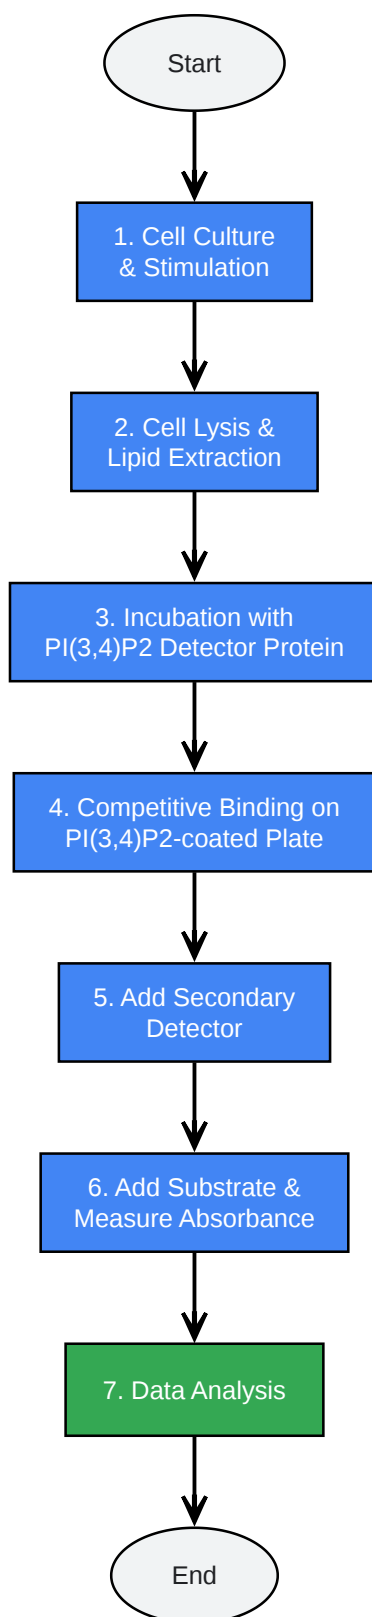 Start
1. Cell Culture
& Stimulation
2. Cell Lysis &
Lipid Extraction
3. Incubation with
PI(3,4)P2 Detector Protein
4. Competitive Binding on
PI(3,4)P2-coated Plate
5. Add Secondary
Detector
6. Add Substrate &
Measure Absorbance
7. Data Analysis
End